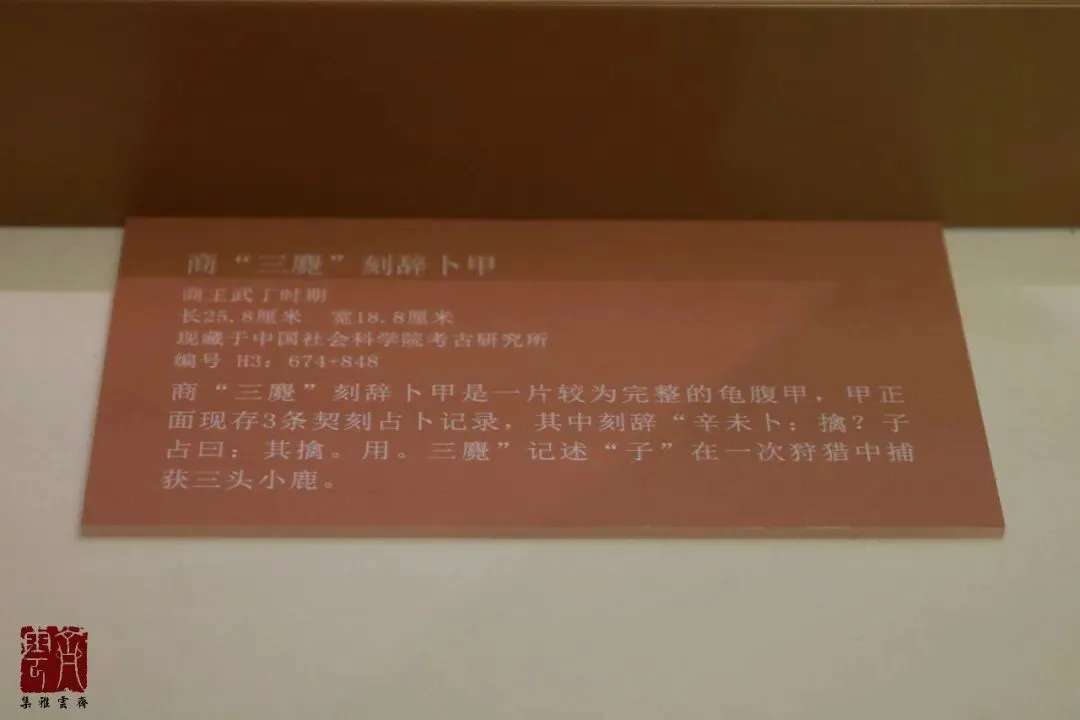 商“三麑”刻辞卜甲
商王武丁时期
长25.8厘米 宽18.8厘米
现藏于中国社会科学院考古研究所
编号 H3：674+848
商“三麑”刻辞卜甲是一片较为完整的龟腹甲，甲正
面现存3条契刻占卜记录，其中刻辞“辛未卜：擒？子
占曰：其擒。用。三麑”记述“子”在一次狩猎中捕
获三头小鹿。
雲齊
集雅雲齊